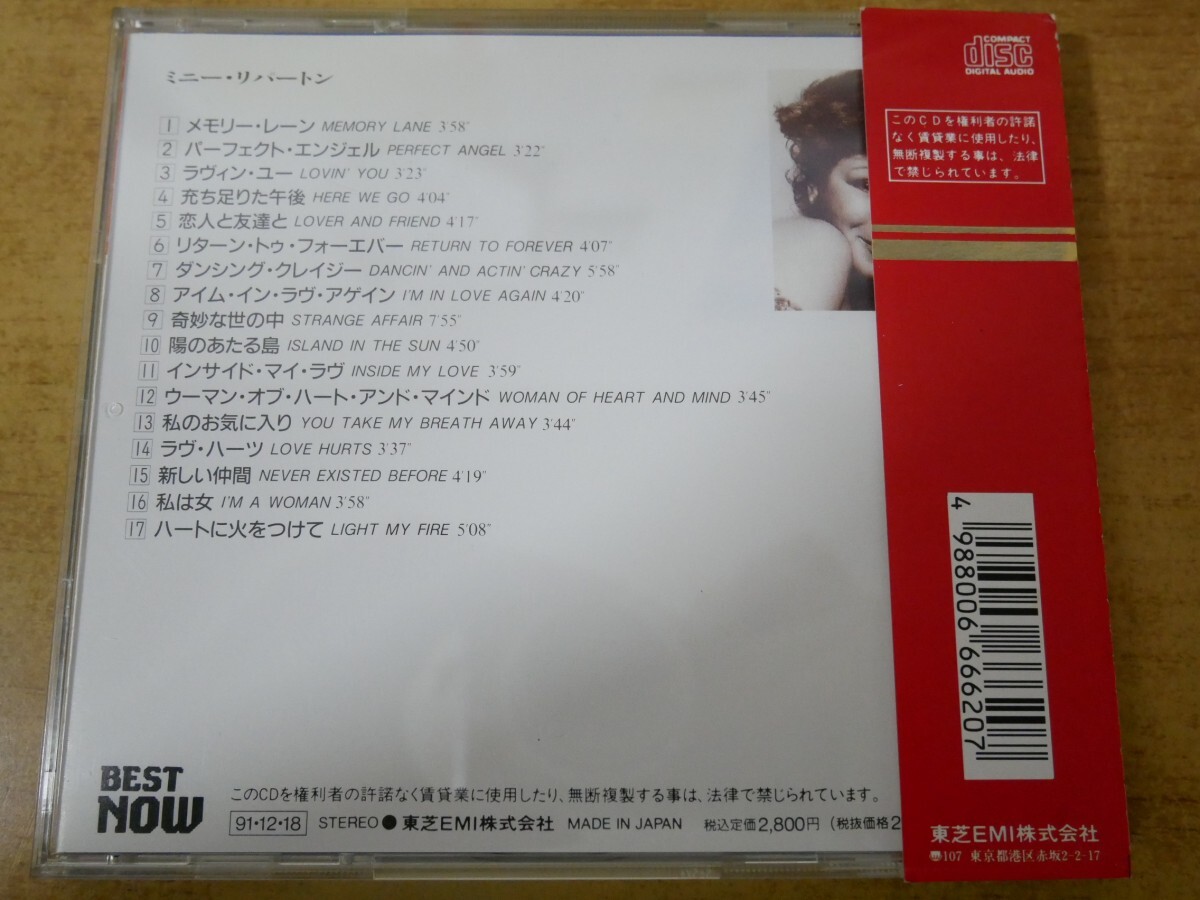 ミニー・リパートン
1 メモリー・レーン MEMORY LANE 3'58"
2 パーフェクト・エンジェル PERFECT ANGEL 3'22"
3 ラヴィン・ユー LOVIN' YOU 3'23"
4 充ち足りた午後 HERE WE GO 4'04"
5 恋人と友達と LOVER AND FRIEND 4'17"
6 リターン・トゥ・フォーエバー RETURN TO FOREVER 4'07"
7 ダンシング・クレイジー DANCIN' AND ACTIN' CRAZY 5'58"
8 アイム・イン・ラヴ・アゲイン I'M IN LOVE AGAIN 4'20"
9 奇妙な世の中 STRANGE AFFAIR 7'55"
10 陽のあたる島 ISLAND IN THE SUN 4'50"
11 インサイド・マイ・ラヴ INSIDE MY LOVE 3'59"
12 ウーマン・オブ・ハート・アンド・マインド WOMAN OF HEART AND MIND 3'45"
13 私のお気に入り YOU TAKE MY BREATH AWAY 3'44"
14 ラヴ・ハーツ LOVE HURTS 3'37"
15 新しい仲間 NEVER EXISTED BEFORE 4'19"
16 私は女 I'M A WOMAN 3'58"
17 ハートに火をつけて LIGHT MY FIRE 5'08"
BEST
NOW
このCDを権利者の許諾なく賃貸業に使用したり、無断複製する事は、法律で禁じられています。
91・12・18 STEREO ● 東芝EMI株式会社 MADE IN JAPAN 税込定価2,800円 (税抜価格2
COMPACT
disc
DIGITAL AUDIO
このCDを権利者の許諾
なく賃貸業に使用したり、
無断複製する事は、法律
で禁じられています。
4 988006 666207
東芝EMI株式会社
〒107 東京都港区赤坂2-2-17